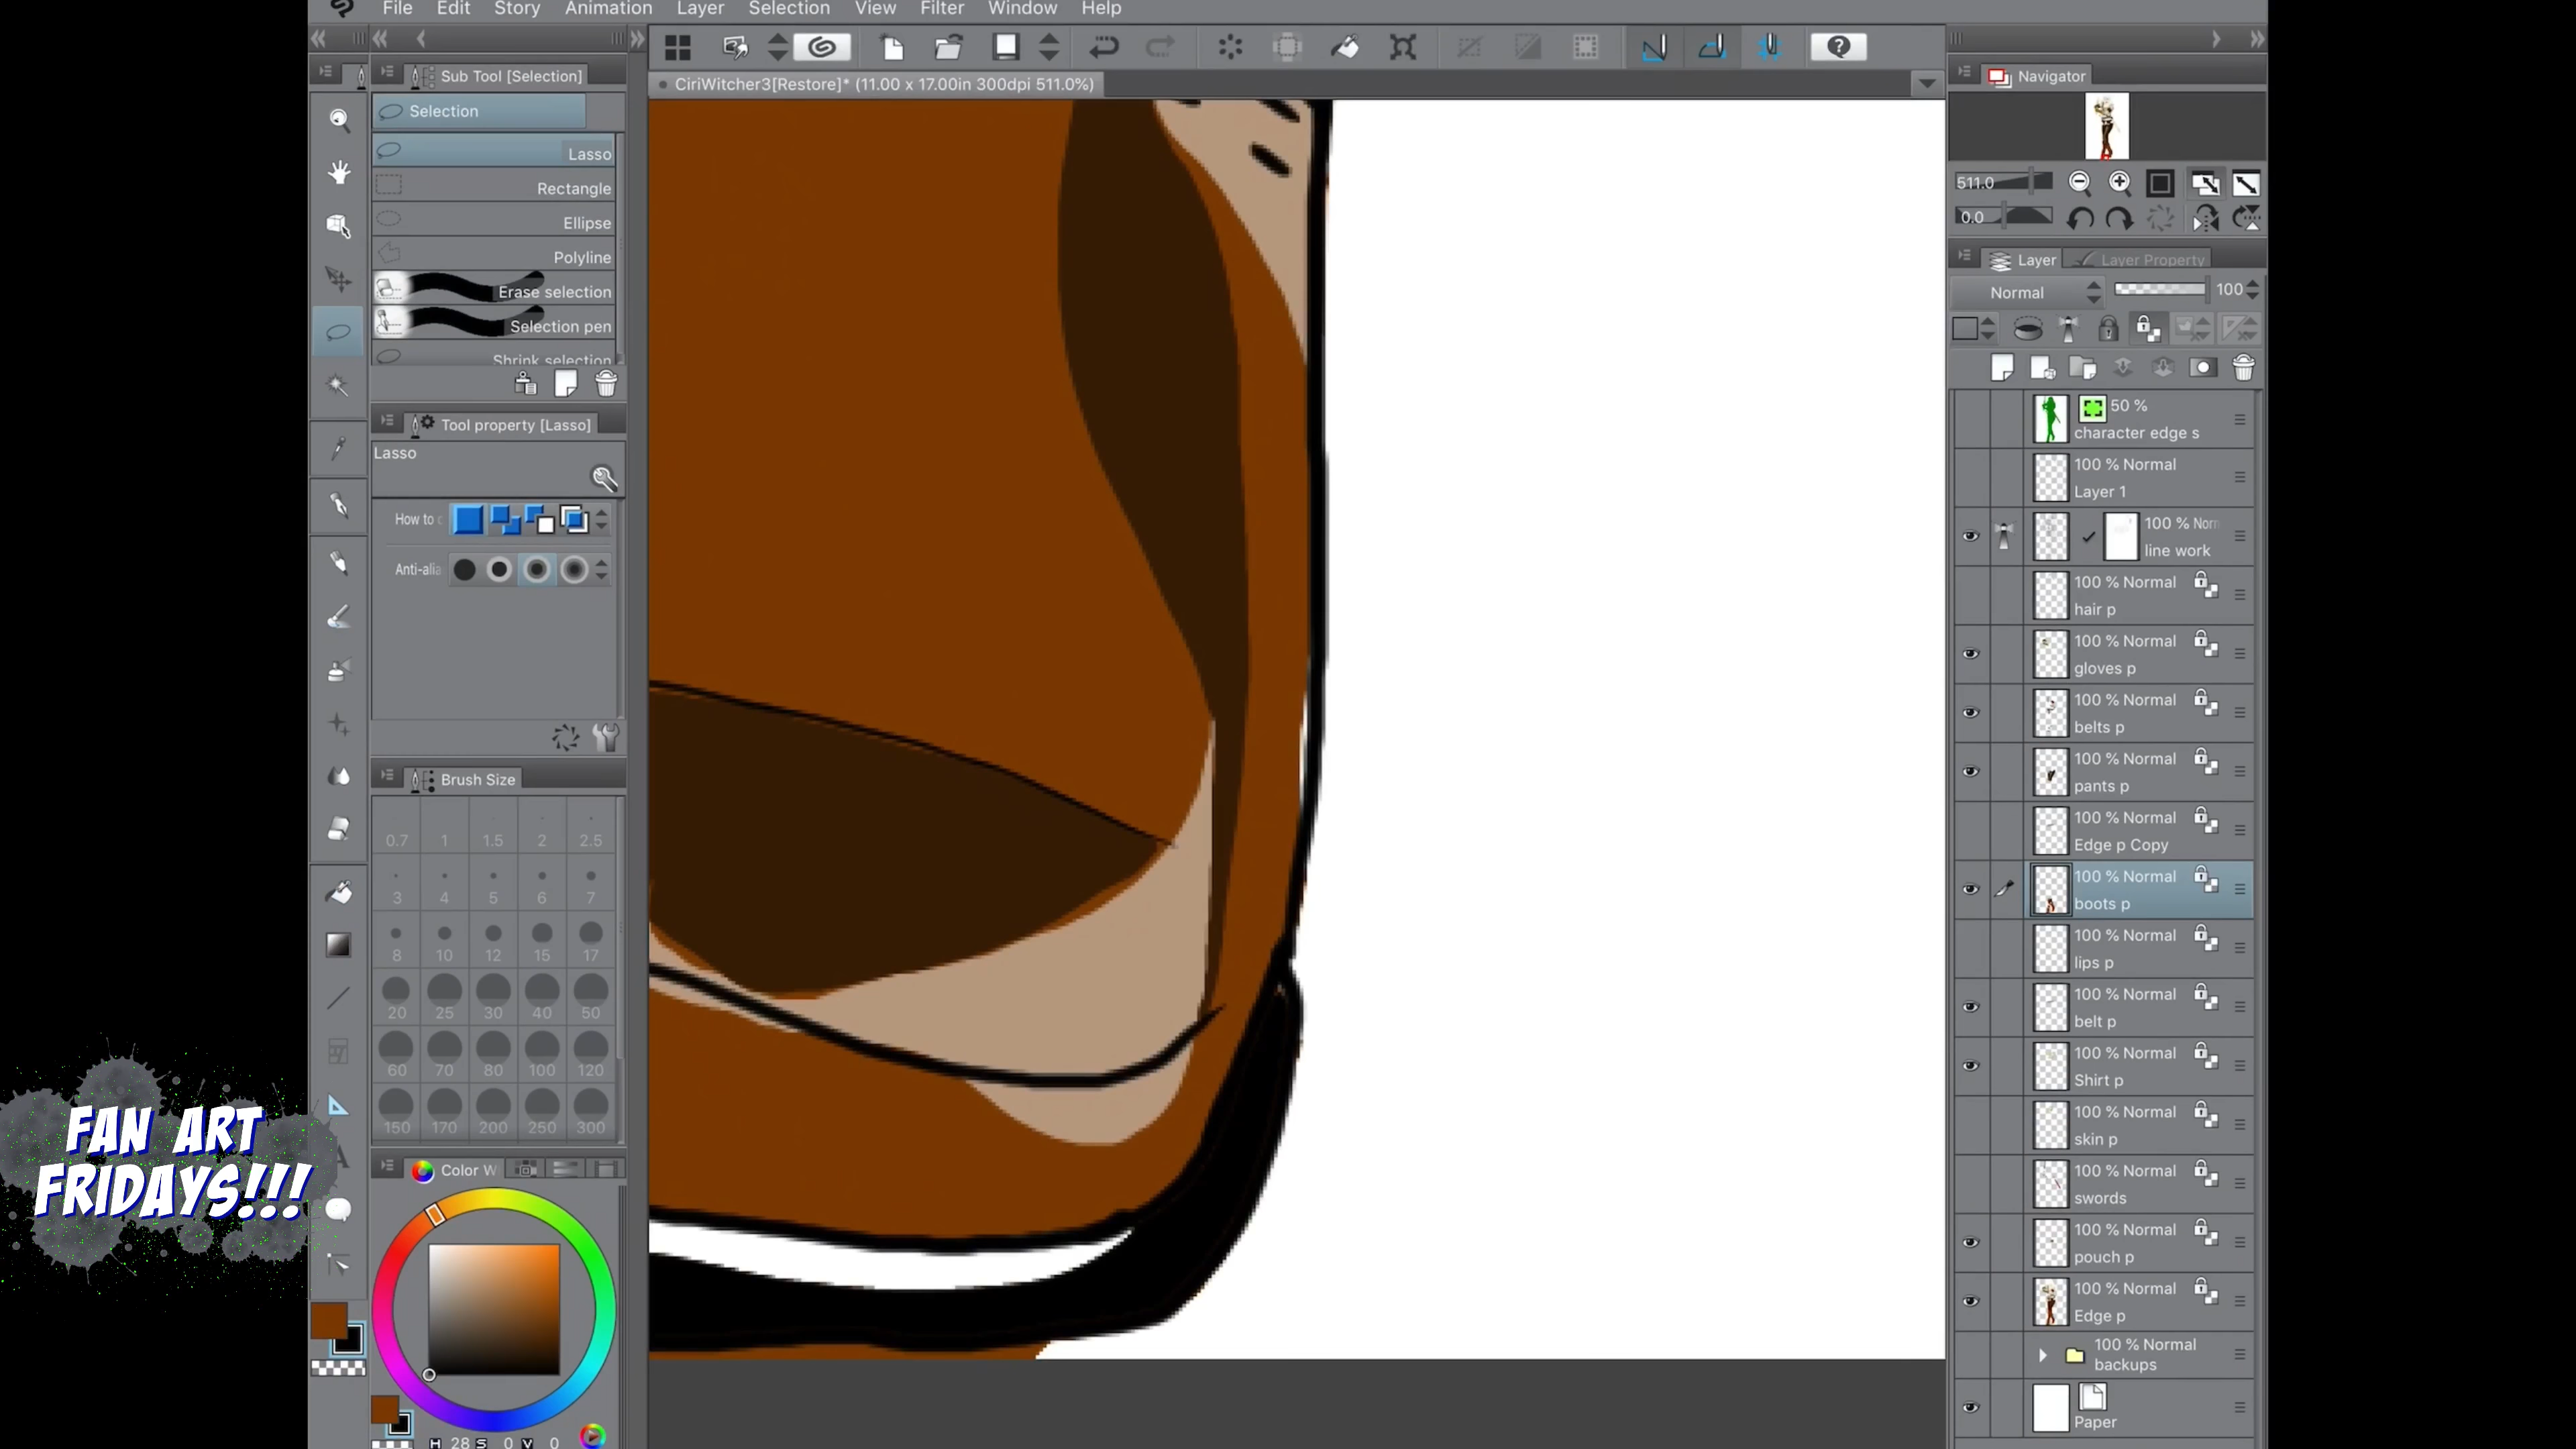 File Edit Story Animation Layer Selection View Filter Window Help
Sub Tool [Selection]
Selection
Lasso
Rectangle
Ellipse
Polyline
Erase selection
Selection pen
Shrink selection
Tool property [Lasso]
Lasso
How to c
Anti-alia
Brush Size
0.7 1 1.5 2 2.5
3 4 5 6 7
8 10 12 15 17
20 25 30 40 50
60 70 80 100 120
150 170 200 250 300
Color W
H 28 S 0 V 0
FAN ART
FRIDAYS!!!
CiriWitcher3[Restore]* (11.00 x 17.00in 300dpi 511.0%)
Navigator
511.0
0.0
Layer Layer Property
Normal 100
50 %
character edge s
100 % Normal
Layer 1
100 % Norn
line work
100 % Normal
hair p
100 % Normal
gloves p
100 % Normal
belts p
100 % Normal
pants p
100 % Normal
Edge p Copy
100 % Normal
boots p
100 % Normal
lips p
100 % Normal
belt p
100 % Normal
Shirt p
100 % Normal
skin p
100 % Normal
swords
100 % Normal
pouch p
100 % Normal
Edge p
100 % Normal
backups
Paper